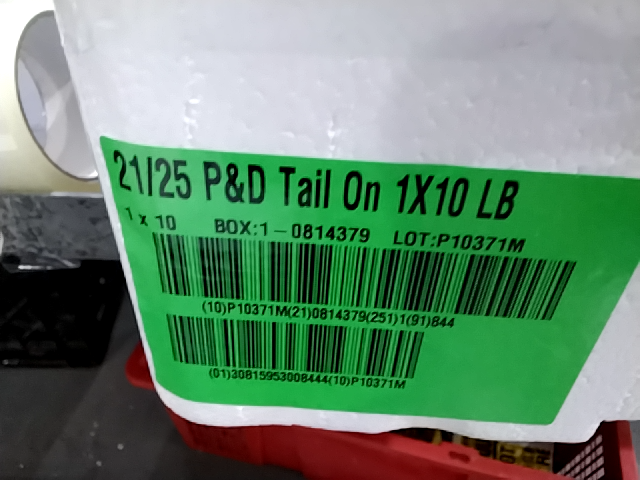 21/25 P&D Tail On 1X10 LB
1 x 10 BOX:1-0814379 LOT:P10371M
(10)P10371M(21)0814379(251)1(91)844
(01)30815953008444(10)P10371M